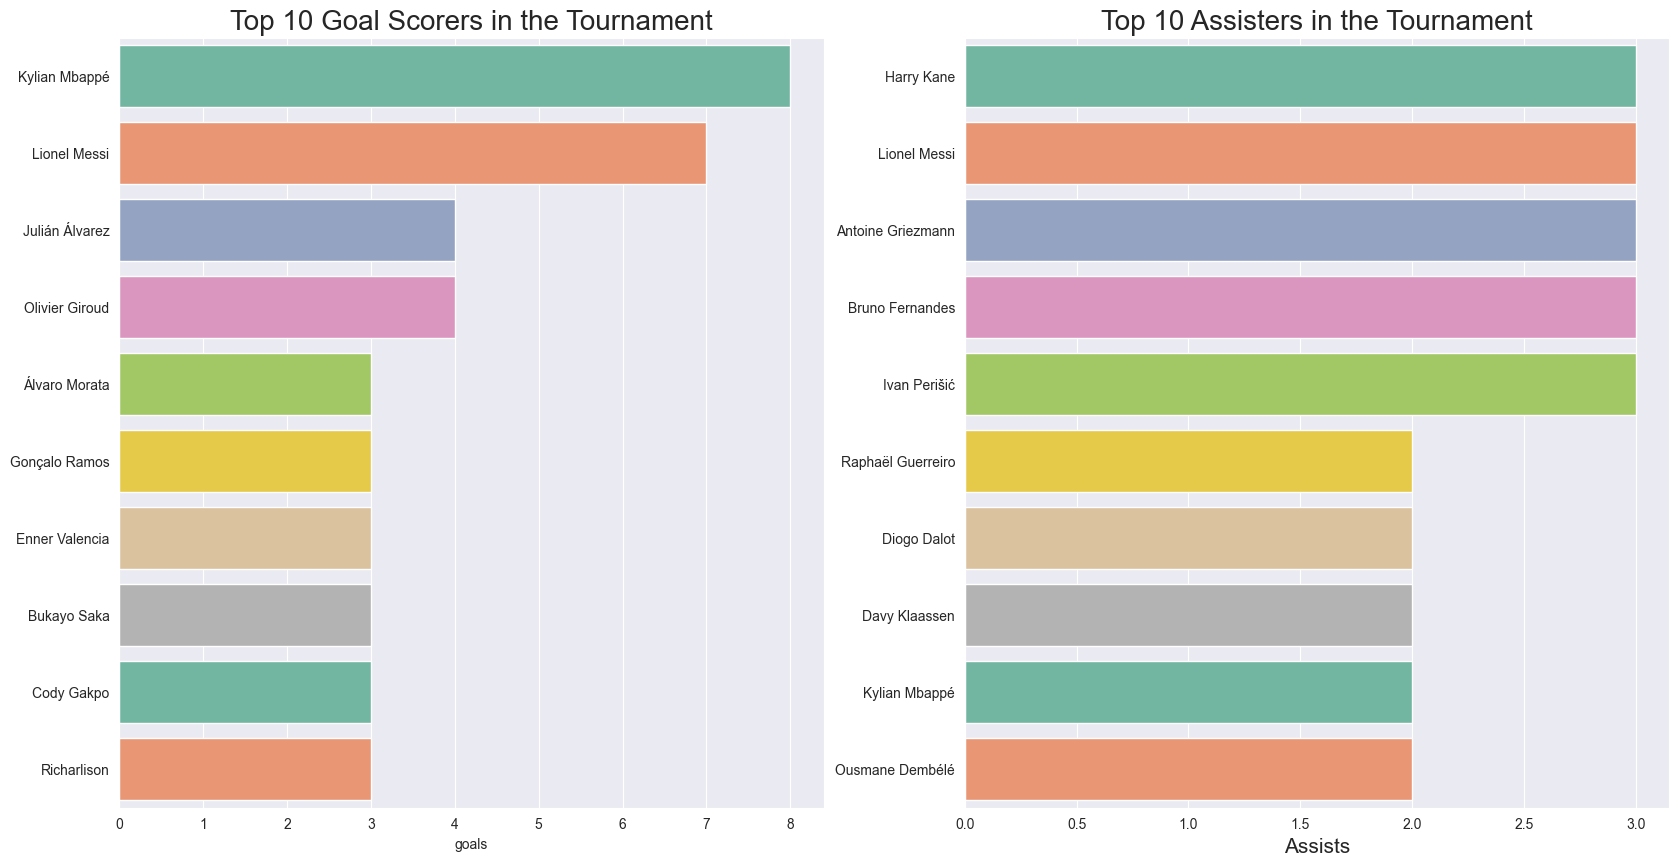 Top 10 Goal Scorers in the Tournament
Kylian Mbappé
Lionel Messi
Julián Álvarez
Olivier Giroud
Álvaro Morata
Gonçalo Ramos
Enner Valencia
Bukayo Saka
Cody Gakpo
Richarlison
0 1 2 3 4 5 6 7 8
goals
Top 10 Assisters in the Tournament
Harry Kane
Lionel Messi
Antoine Griezmann
Bruno Fernandes
Ivan Perišić
Raphaël Guerreiro
Diogo Dalot
Davy Klaassen
Kylian Mbappé
Ousmane Dembélé
0.0 0.5 1.0 1.5 2.0 2.5 3.0
Assists